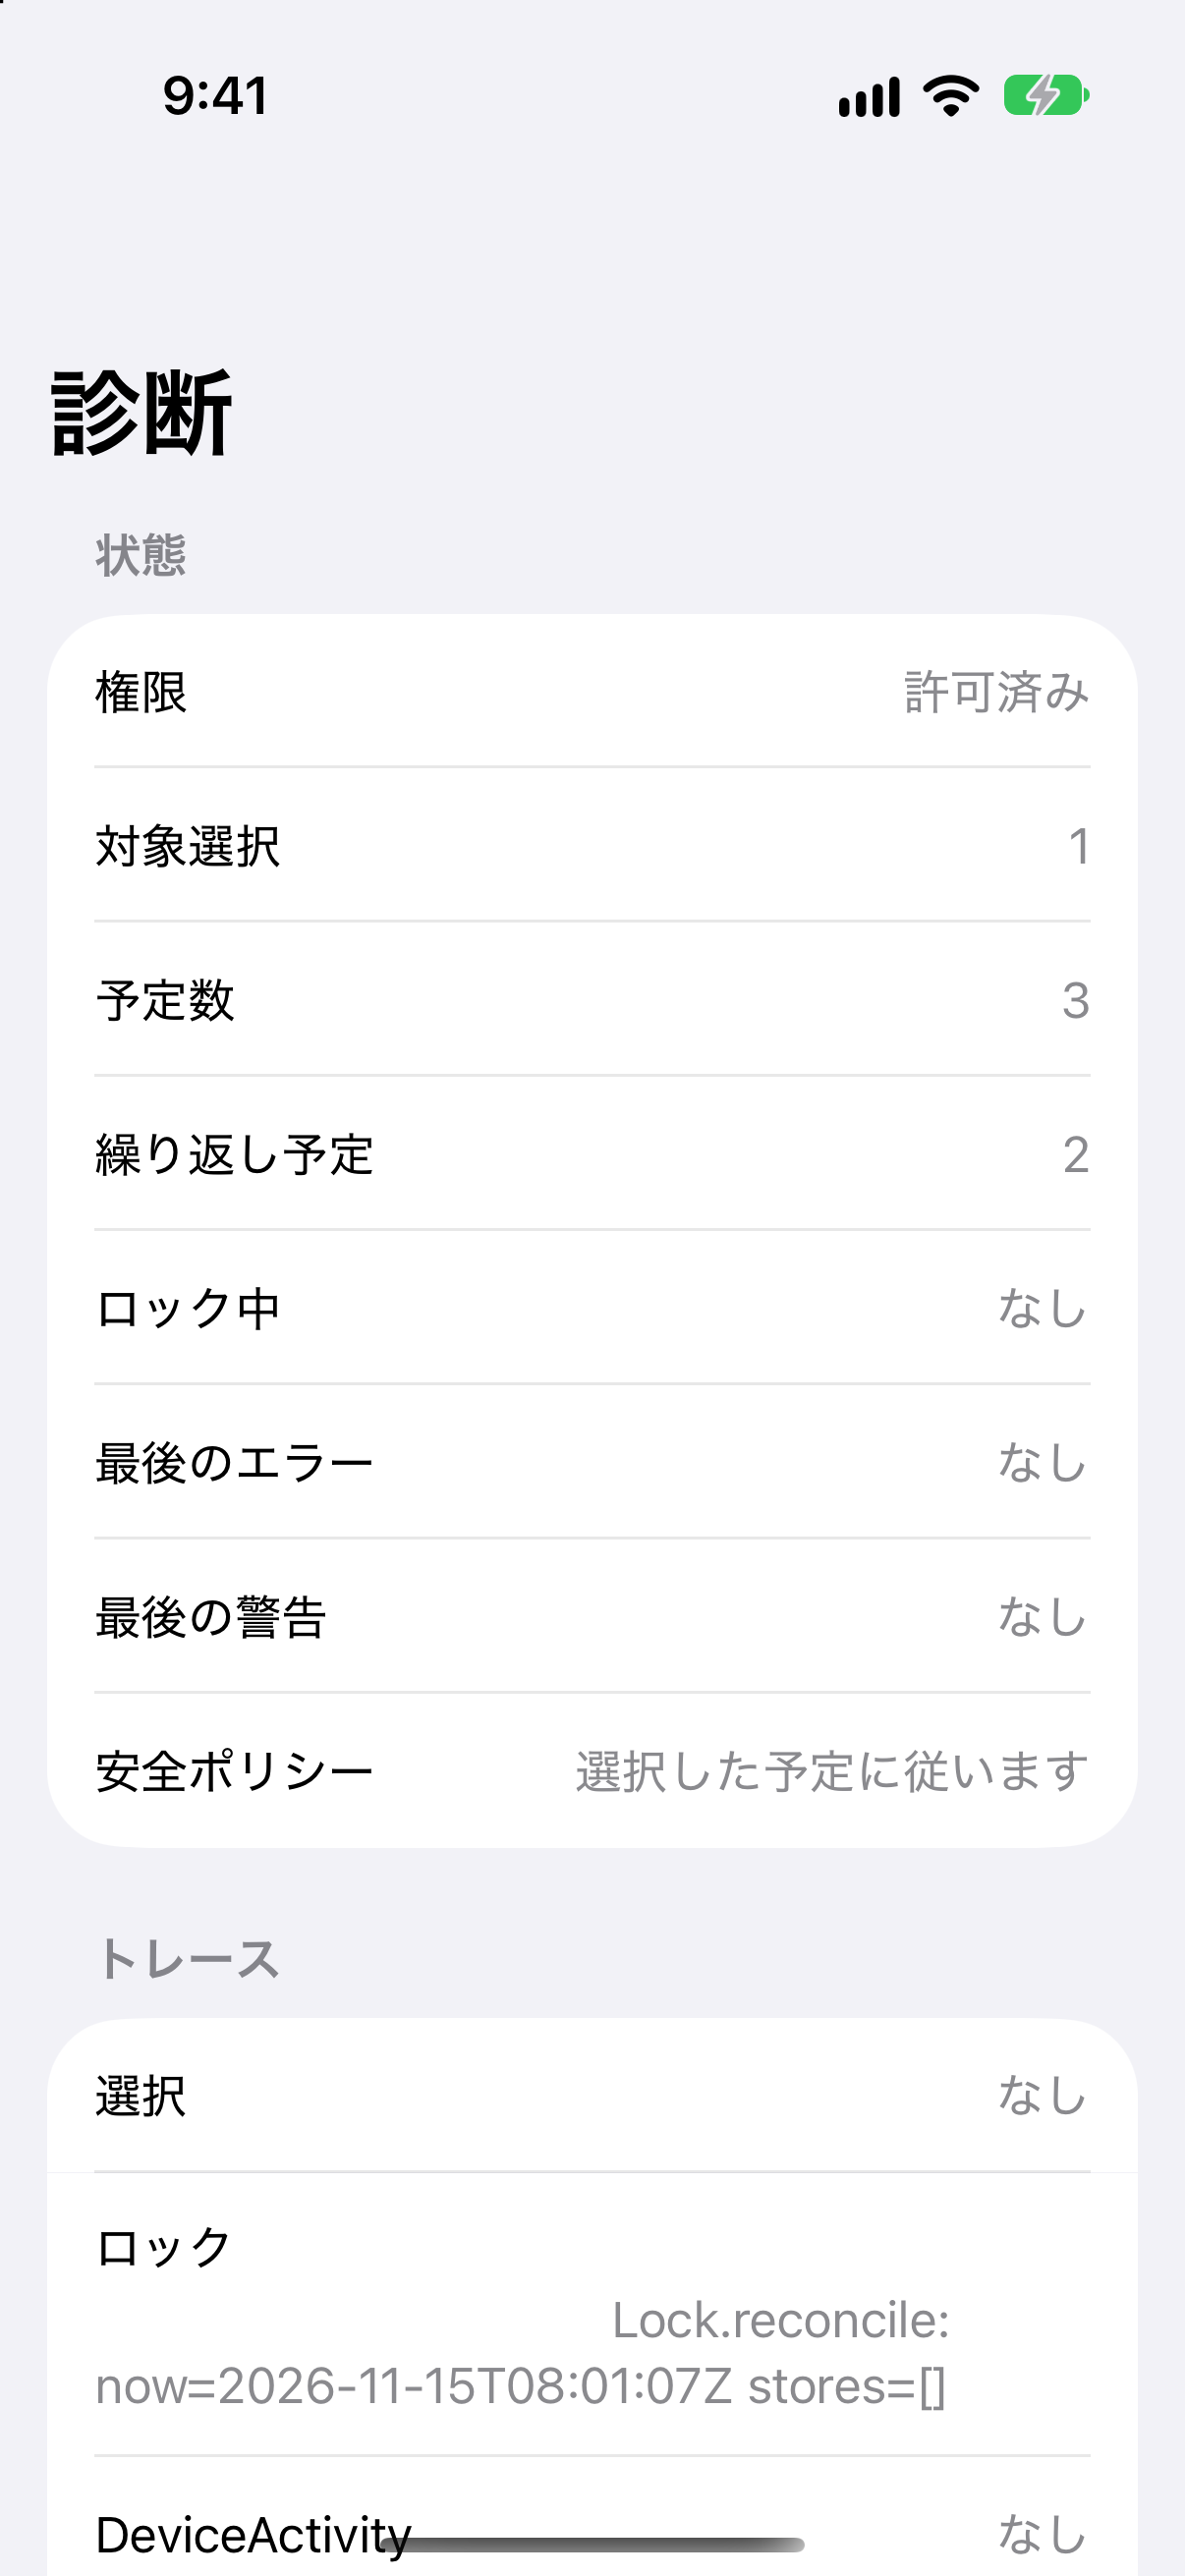 9:41
診断
状態
権限 許可済み
対象選択 1
予定数 3
繰り返し予定 2
ロック中 なし
最後のエラー なし
最後の警告 なし
安全ポリシー 選択した予定に従います
トレース
選択 なし
ロック
Lock.reconcile:
now=2026-11-15T08:01:07Z stores=[]
DeviceActivity なし